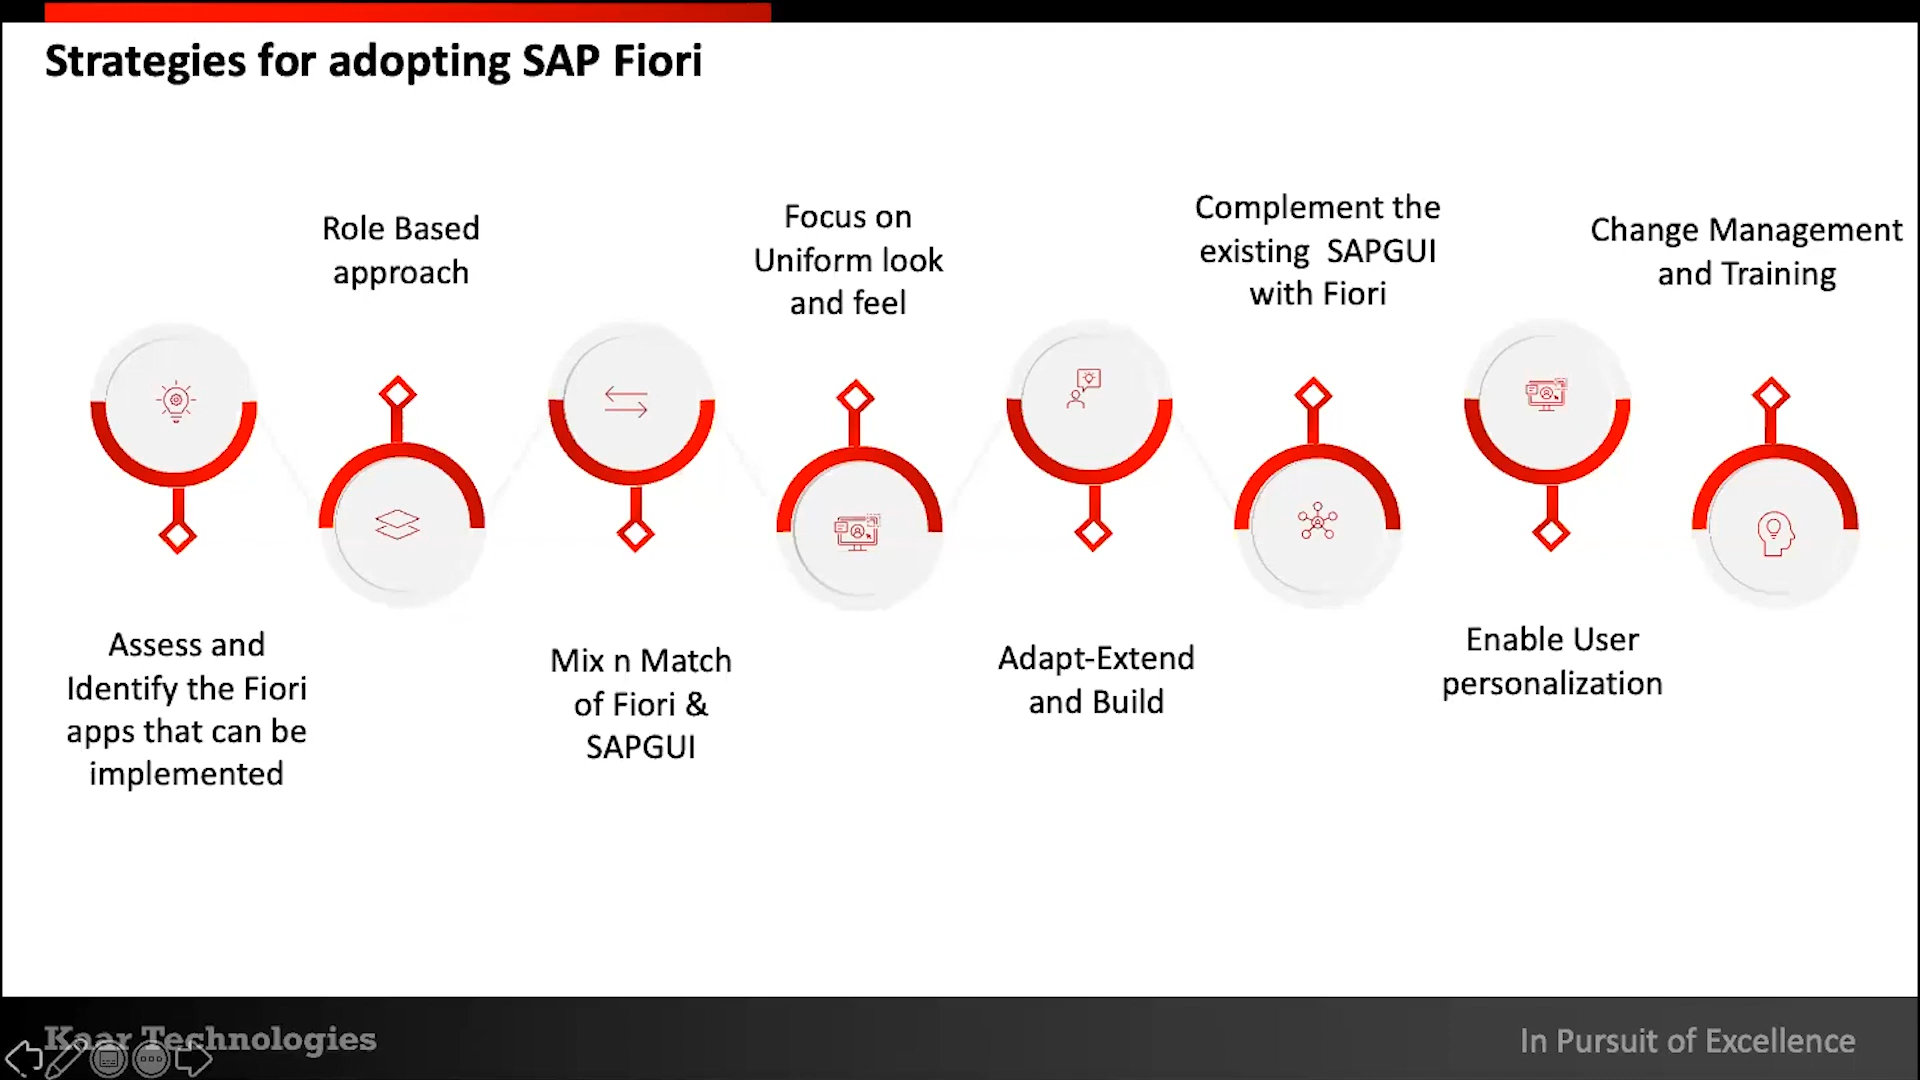 Strategies for adopting SAP Fiori
Assess and
Identify the Fiori
apps that can be
implemented
Role Based
approach
Mix n Match
of Fiori &
SAPGUI
Focus on
Uniform look
and feel
Adapt-Extend
and Build
Complement the
existing  SAPGUI
with Fiori
Enable User
personalization
Change Management
and Training
Kaar Technologies
In Pursuit of Excellence